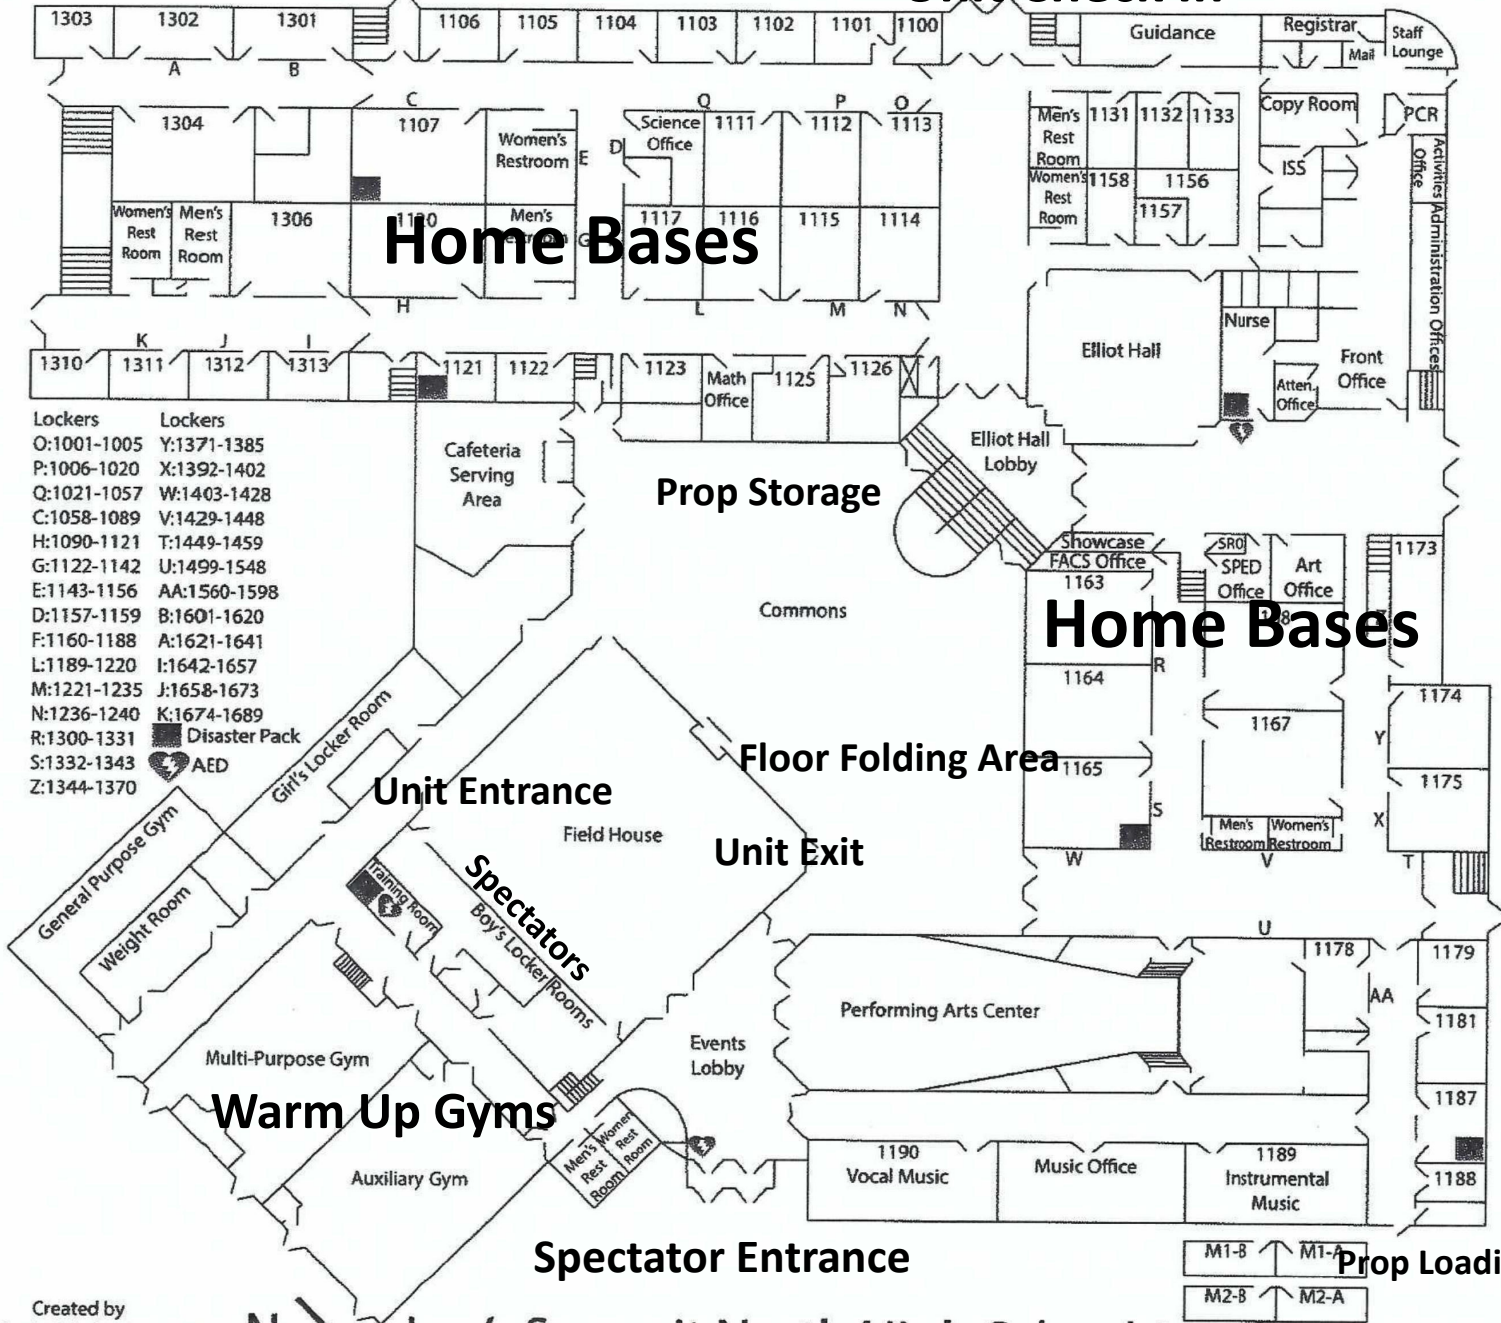 1303
1302
1301
1106
1105
1104
1103
1102
1101
1100
Guidance
Registrar
Mail
Staff
Lounge
A
B
C
Q
P
O
1304
1107
Women's
Restroom
E
D
Science
Office
1111
1112
1113
Men's
Rest
Room
1131
1132
1133
Copy Room
PCR
ISS
Activities
Office
Administration Offices
Women's
Rest
Room
Men's
Rest
Room
1306
1120
Men's
G
1117
1116
1115
1114
Women's
Rest
Room
1158
1156
1157
Home Bases
H
L
M
N
K
J
I
1310
1311
1312
1313
1121
1122
1123
Math
Office
1125
1126
Elliot Hall
Nurse
Atten.
Office
Front
Office
Lockers
O:1001-1005
P:1006-1020
Q:1021-1057
C:1058-1089
H:1090-1121
G:1122-1142
E:1143-1156
D:1157-1159
F:1160-1188
L:1189-1220
M:1221-1235
N:1236-1240
R:1300-1331
S:1332-1343
Z:1344-1370
Lockers
Y:1371-1385
X:1392-1402
W:1403-1428
V:1429-1448
T:1449-1459
U:1499-1548
AA:1560-1598
B:1601-1620
A:1621-1641
I:1642-1657
J:1658-1673
K:1674-1689
Disaster Pack
AED
Cafeteria
Serving
Area
Elliot Hall
Lobby
Prop Storage
Commons
Showcase
FACS Office
1163
SRO
SPED
Office
Art
Office
1173
Home Bases
1164
R
1167
1174
Y
1165
S
1175
X
Men's
Restroom
Women's
Restroom
W
V
T
Floor Folding Area
Unit Entrance
Field House
Unit Exit
Girl's Locker Room
General Purpose Gym
Weight Room
Training Room
Spectators
Boy's Locker Rooms
U
1178
1179
AA
1181
Performing Arts Center
Events
Lobby
Multi-Purpose Gym
Warm Up Gyms
1187
Men's
Rest
Room
Women
Rest
Room
Auxiliary Gym
1190
Vocal Music
Music Office
1189
Instrumental
Music
1188
Spectator Entrance
M1-B
M1-A
Prop Loadi
M2-B
M2-A
Created by